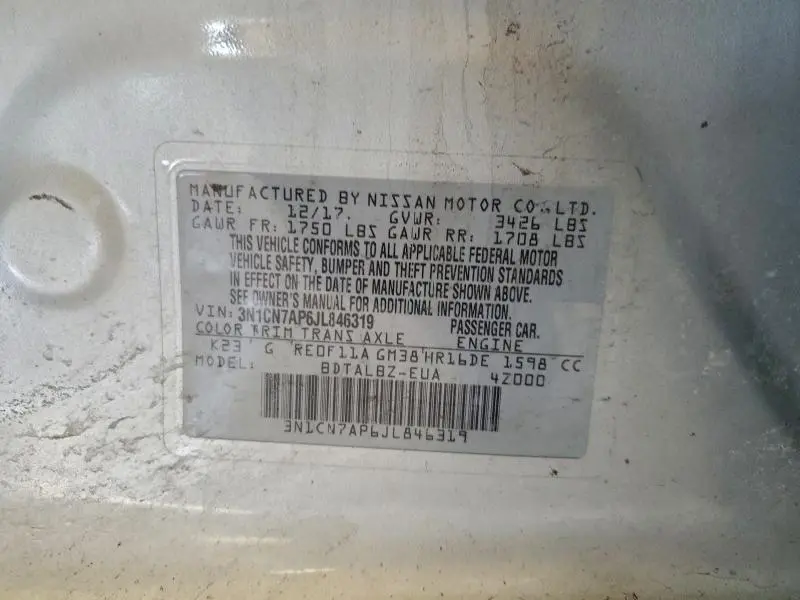 MANUFACTURED BY NISSAN MOTOR CO., LTD.
DATE: 12/17. GVWR: 3426 LBS
GAWR FR: 1750 LBS GAWR RR: 1708 LBS
THIS VEHICLE CONFORMS TO ALL APPLICABLE FEDERAL MOTOR
VEHICLE SAFETY, BUMPER AND THEFT PREVENTION STANDARDS
IN EFFECT ON THE DATE OF MANUFACTURE SHOWN ABOVE.
SEE OWNER'S MANUAL FOR ADDITIONAL INFORMATION.
VIN: 3N1CN7AP6JL846319 PASSENGER CAR.
COLOR TRIM TRANS AXLE ENGINE
K23 G RE0F11A GM38 HR16DE 1598 CC
MODEL: BDTALBZ-EUA 4Z000
3N1CN7AP6JL846319